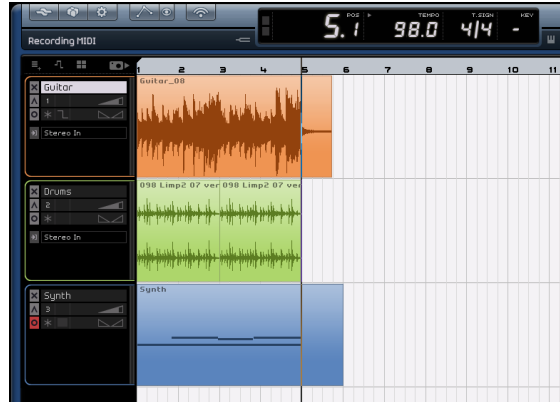 POS TEMPO T.SIGN KEY
5. 1 98.0 4|4 -
Recording MIDI
1 2 3 4 5 6 7 8 9 10 11
Guitar
1
Stereo In
Guitar_08
Drums
2
Stereo In
098 Limp2 07 ver 098 Limp2 07 ver
Synth
3
Synth